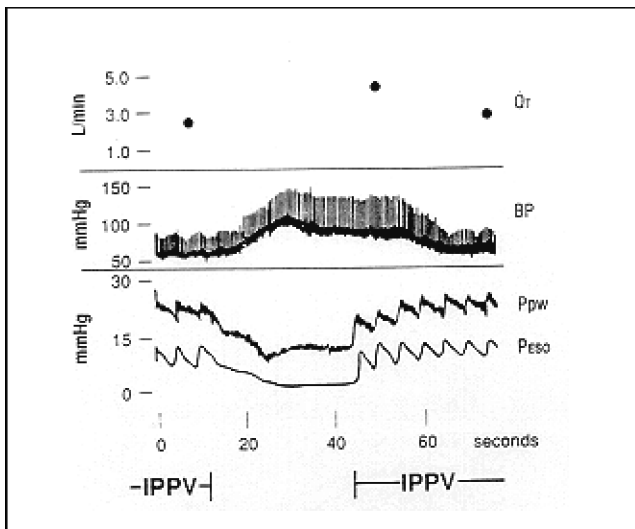 5.0
3.0
1.0
L/min
Q̇T
150
100
50
mmHg
BP
30
15
0
mmHg
Ppw
PESO
0 20 40 60 seconds
IPPV IPPV